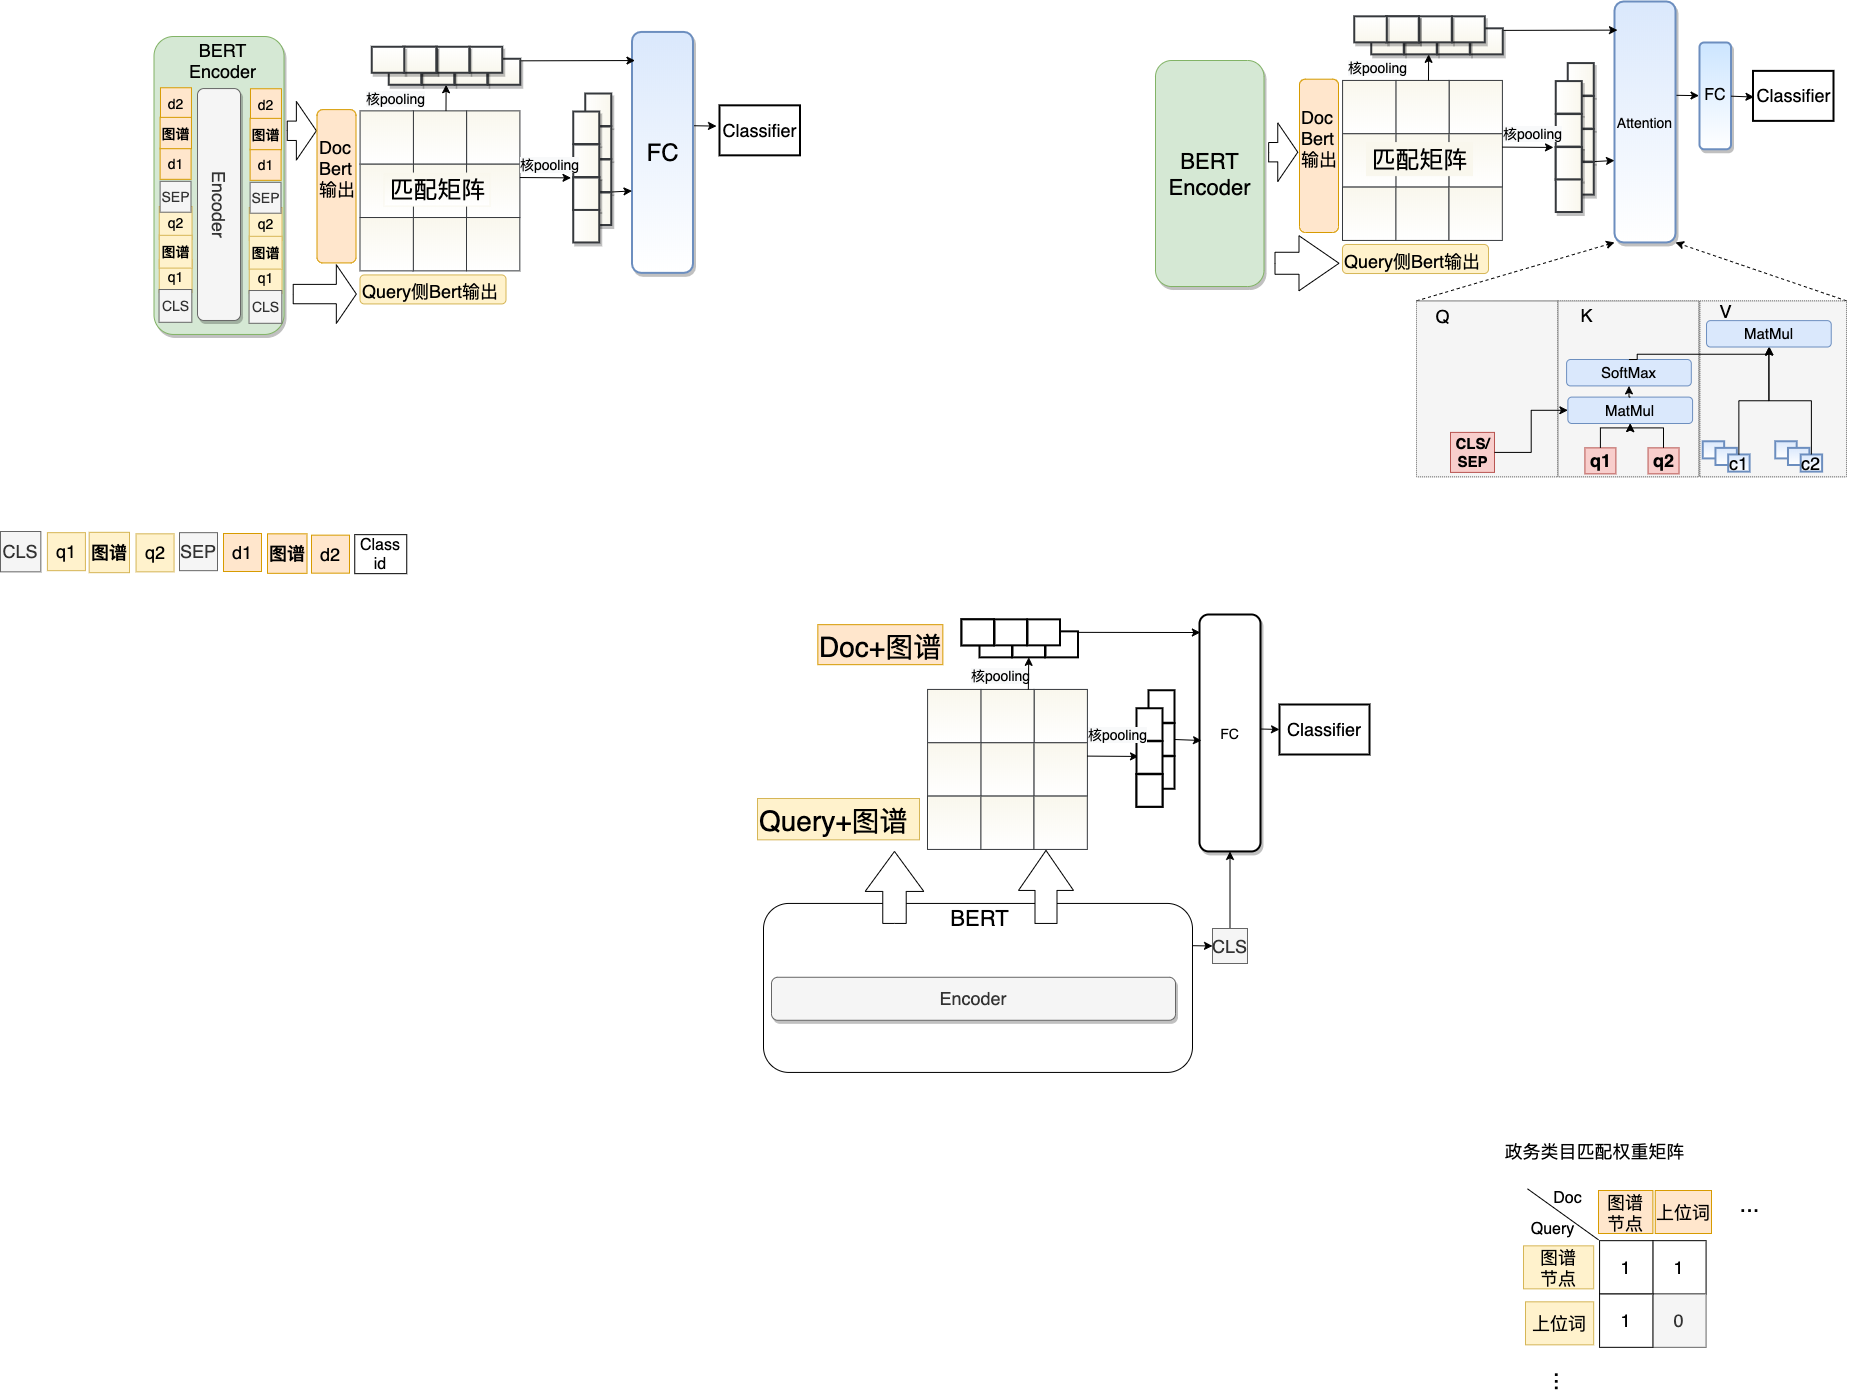 BERT
Encoder
d2
图谱
d1
SEP
q2
图谱
q1
CLS
Encoder
d2
图谱
d1
SEP
q2
图谱
q1
CLS
Doc
Bert
输出
核pooling
匹配矩阵
核pooling
Query侧Bert输出
FC
Classifier
BERT
Encoder
Doc
Bert
输出
核pooling
匹配矩阵
核pooling
Query侧Bert输出
Attention
FC
Classifier
Q
K
V
MatMul
SoftMax
MatMul
CLS/
SEP
q1
q2
c1
c2
CLS
q1
图谱
q2
SEP
d1
图谱
d2
Class
id
Doc+图谱
核pooling
核pooling
Query+图谱
FC
Classifier
BERT
CLS
Encoder
政务类目匹配权重矩阵
Doc
Query
图谱
节点
上位词
...
图谱
节点
1
1
上位词
1
0
...